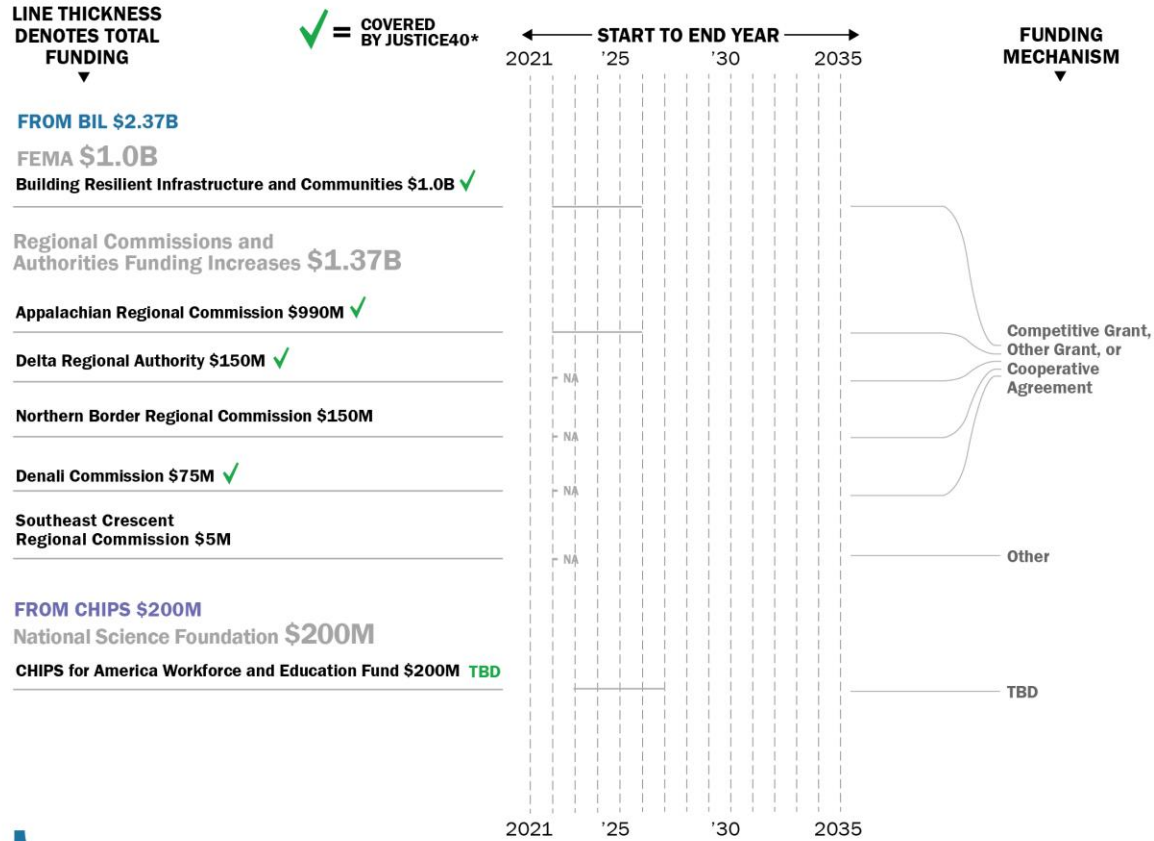 LINE THICKNESS
DENOTES TOTAL
FUNDING
= COVERED
BY JUSTICE40*
START TO END YEAR
2021 '25 '30 2035
FUNDING
MECHANISM
FROM BIL $2.37B
FEMA $1.0B
Building Resilient Infrastructure and Communities $1.0B
Regional Commissions and
Authorities Funding Increases $1.37B
Appalachian Regional Commission $990M
Delta Regional Authority $150M
NA
Northern Border Regional Commission $150M
NA
Denali Commission $75M
NA
Southeast Crescent
Regional Commission $5M
NA
Competitive Grant,
Other Grant, or
Cooperative
Agreement
Other
FROM CHIPS $200M
National Science Foundation $200M
CHIPS for America Workforce and Education Fund $200M TBD
TBD
2021 '25 '30 2035